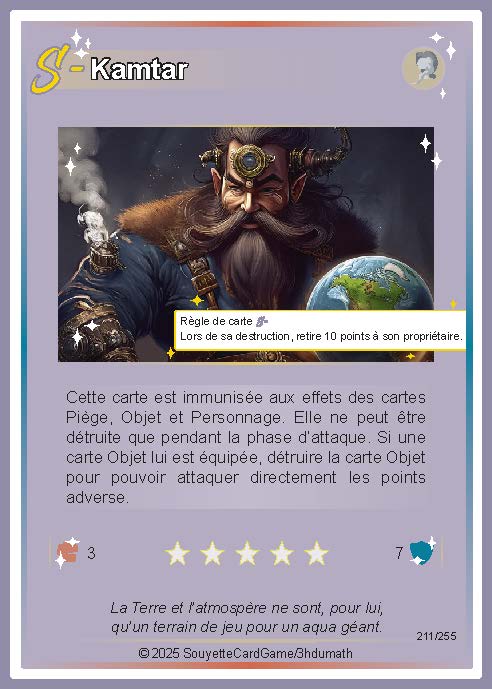 S- Kamtar
Règle de carte S-
Lors de sa destruction, retire 10 points à son propriétaire.
Cette carte est immunisée aux effets des cartes
Piège, Objet et Personnage. Elle ne peut être
détruite que pendant la phase d'attaque. Si une
carte Objet lui est équipée, détruire la carte Objet
pour pouvoir attaquer directement les points
adverse.
3
7
La Terre et l'atmospère ne sont, pour lui,
qu'un terrain de jeu pour un aqua géant.
211/255
© 2025 SouyetteCardGame/3hdumath